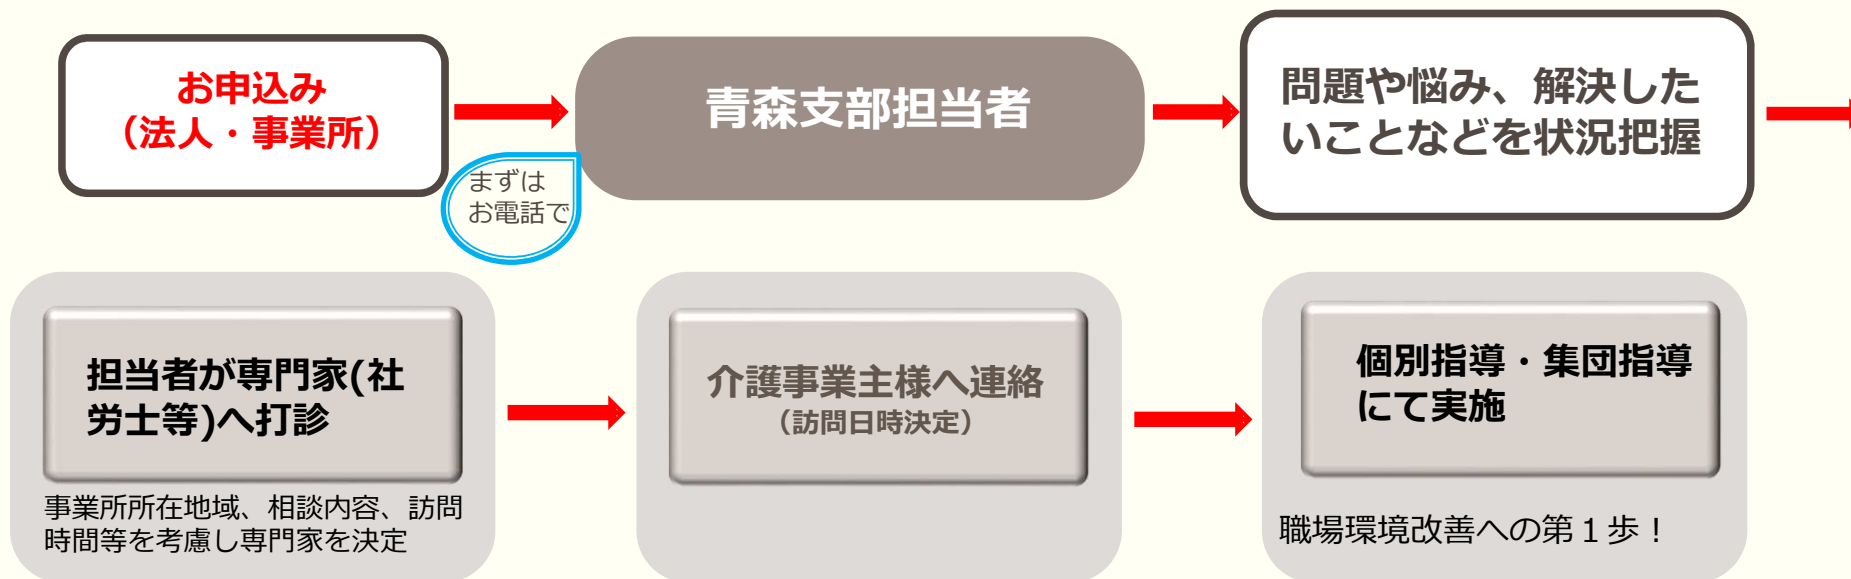 お申込み
（法人・事業所）
まずは
お電話で
青森支部担当者
問題や悩み、解決した
いことなどを状況把握
担当者が専門家(社
労士等)へ打診
事業所所在地域、相談内容、訪問
時間等を考慮し専門家を決定
介護事業主様へ連絡
（訪問日時決定）
個別指導・集団指導
にて実施
職場環境改善への第１歩！